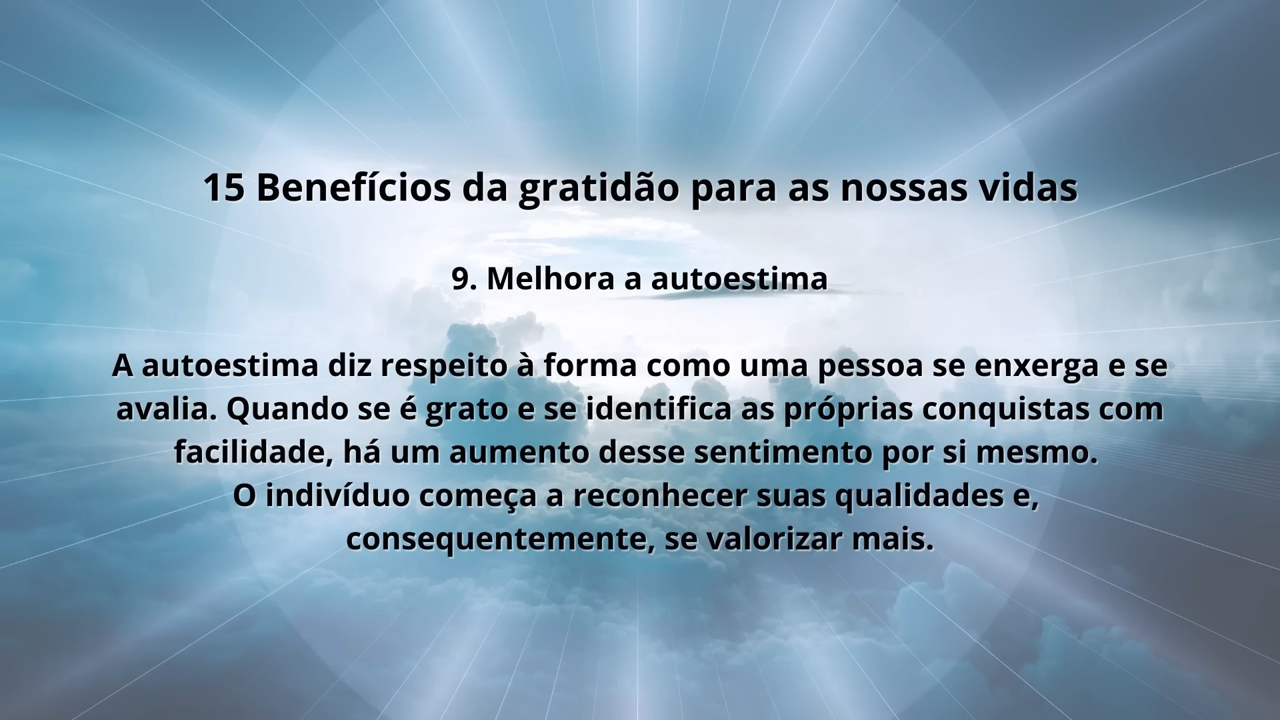 15 Benefícios da gratidão para as nossas vidas
9. Melhora a autoestima
A autoestima diz respeito à forma como uma pessoa se enxerga e se
avalia. Quando se é grato e se identifica as próprias conquistas com
facilidade, há um aumento desse sentimento por si mesmo.
O indivíduo começa a reconhecer suas qualidades e,
consequentemente, se valorizar mais.